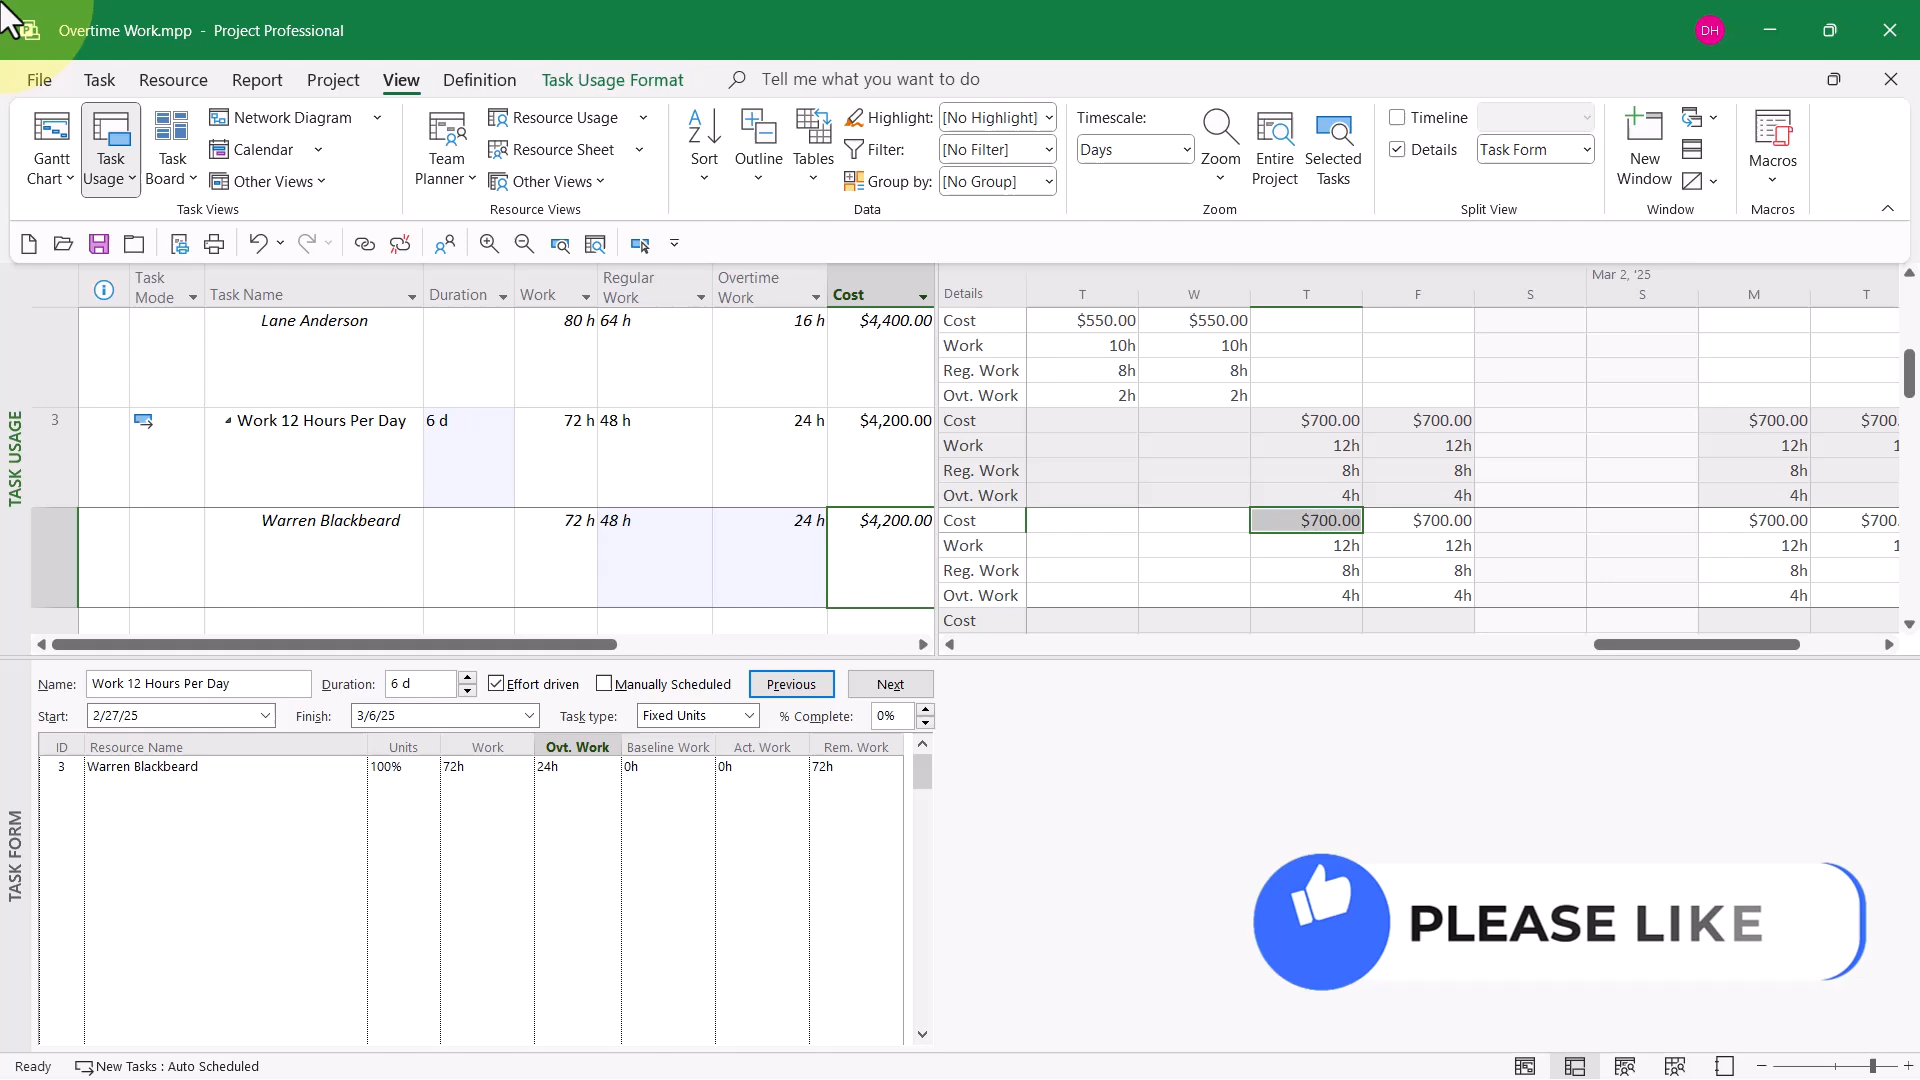 Overtime Work.mpp - Project Professional
DH
File Task Resource Report Project View Definition Task Usage Format Tell me what you want to do
Gantt Chart
Task Usage
Task Board
Network Diagram
Calendar
Other Views
Task Views
Team Planner
Resource Usage
Resource Sheet
Other Views
Resource Views
Sort
Outline
Tables
Highlight: [No Highlight]
Filter: [No Filter]
Group by: [No Group]
Data
Timescale:
Days
Zoom
Entire Project
Selected Tasks
Zoom
Timeline
Details Task Form
Split View
New Window
Window
Macros
Macros
Task Mode Task Name Duration Work Regular Work Overtime Work Cost
Details Mar 2, '25
T W T F S S M T
Lane Anderson 80 h 64 h 16 h $4,400.00
Cost $550.00 $550.00
Work 10h 10h
Reg. Work 8h 8h
Ovt. Work 2h 2h
3 Work 12 Hours Per Day 6 d 72 h 48 h 24 h $4,200.00
Cost $700.00 $700.00 $700.00 $700.
Work 12h 12h 12h 1
Reg. Work 8h 8h 8h
Ovt. Work 4h 4h 4h
Warren Blackbeard 72 h 48 h 24 h $4,200.00
Cost $700.00 $700.00 $700.00 $700.
Work 12h 12h 12h 1
Reg. Work 8h 8h 8h
Ovt. Work 4h 4h 4h
Cost
TASK USAGE
Name: Work 12 Hours Per Day Duration: 6 d Effort driven Manually Scheduled Previous Next
Start: 2/27/25 Finish: 3/6/25 Task type: Fixed Units % Complete: 0%
ID Resource Name Units Work Ovt. Work Baseline Work Act. Work Rem. Work
3 Warren Blackbeard 100% 72h 24h 0h 0h 72h
TASK FORM
PLEASE LIKE
Ready New Tasks : Auto Scheduled